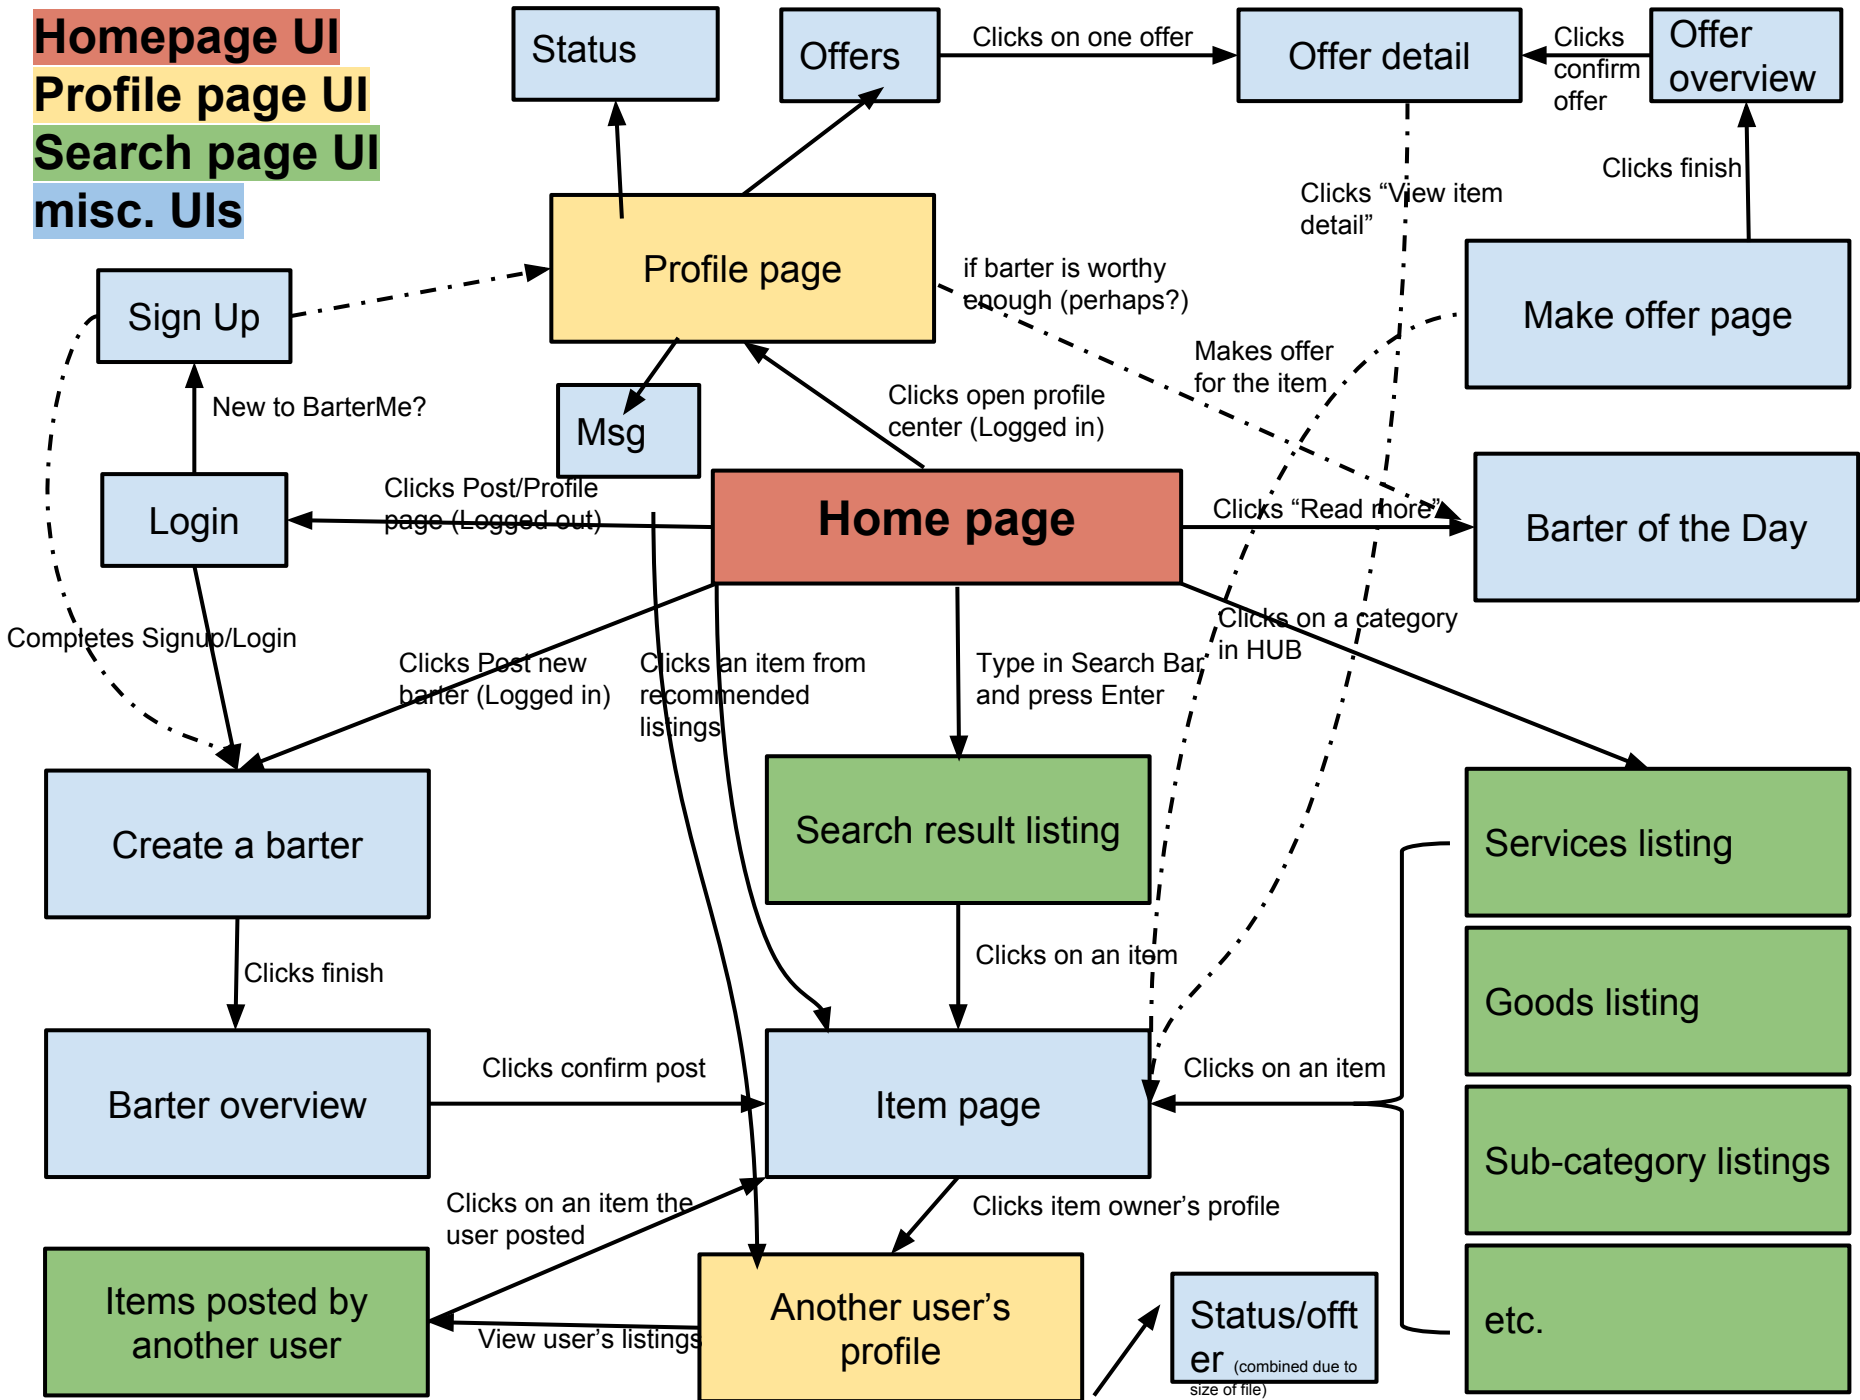 Homepage UI
Profile page UI
Search page UI
misc. UIs
Status
Offers
Clicks on one offer
Offer detail
Clicks
confirm
offer
Offer
overview
Clicks "View item
detail"
Clicks finish
Sign Up
Profile page
if barter is worthy
enough (perhaps?)
Make offer page
Makes offer
for the item
New to BarterMe?
Msg
Clicks open profile
center (Logged in)
Login
Clicks Post/Profile
page (Logged out)
Home page
Clicks “Read more”
Barter of the Day
Completes Signup/Login
Clicks Post new
barter (Logged in)
Clicks an item from
recommended
listings
Type in Search Bar
and press Enter
Clicks on a category
in HUB
Create a barter
Search result listing
Services listing
Clicks finish
Clicks on an item
Goods listing
Barter overview
Clicks confirm post
Item page
Clicks on an item
Sub-category listings
Clicks on an item the
user posted
Clicks item owner’s profile
Items posted by
another user
View user’s listings
Another user’s
profile
Status/offt
er (combined due to
size of file)
etc.